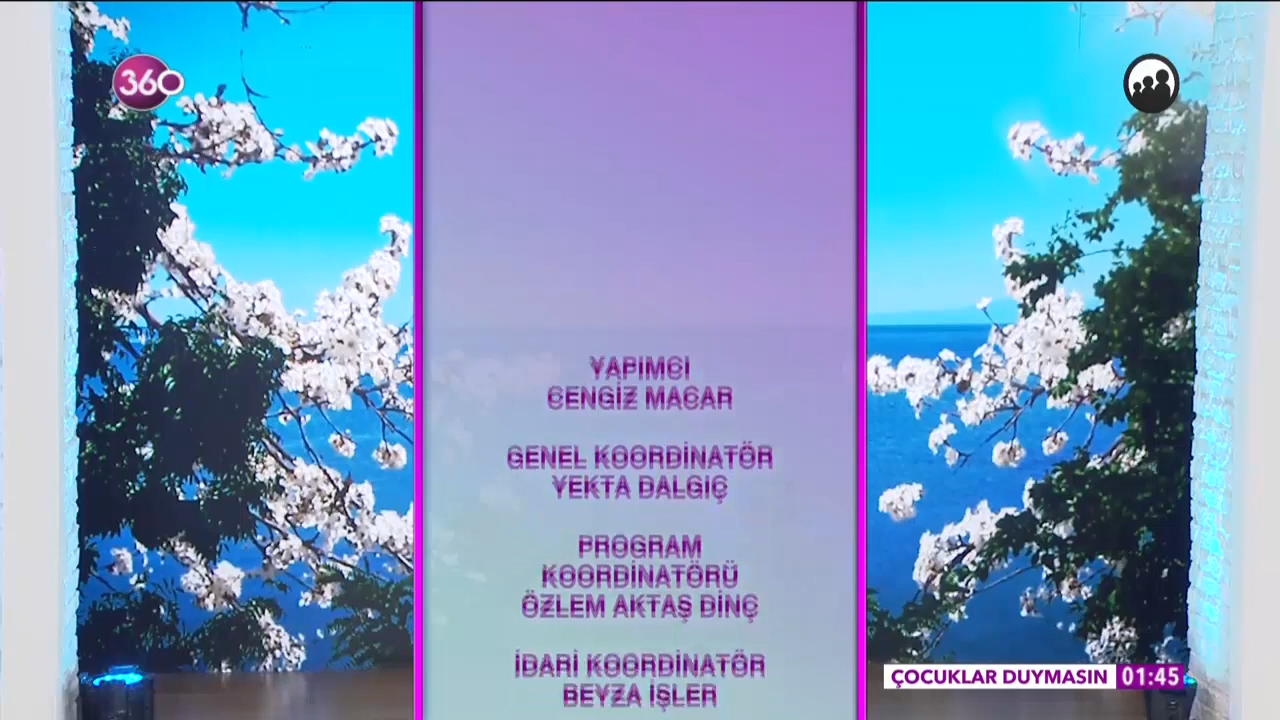 360
YAPIMCI
CENGİZ MACAR
GENEL KOORDİNATÖR
YEKTA DALGIÇ
PROGRAM
KOORDİNATÖRÜ
ÖZLEM AKTAŞ DİNÇ
İDARİ KOORDİNATÖR
BEYZA İŞLER
ÇOCUKLAR DUYMASIN 01:45